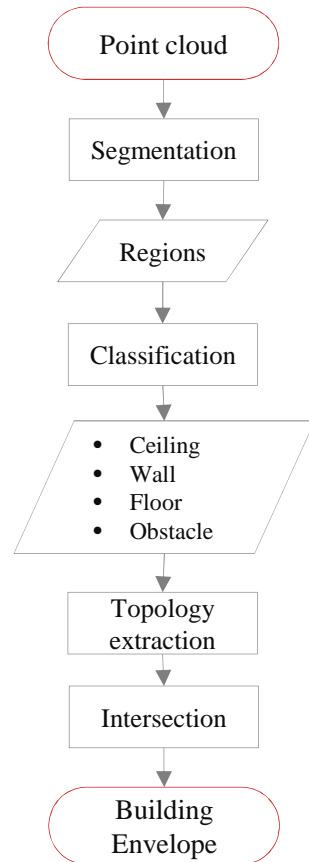 Point cloud
Segmentation
Regions
Classification
• Ceiling
• Wall
• Floor
• Obstacle
Topology
extraction
Intersection
Building
Envelope